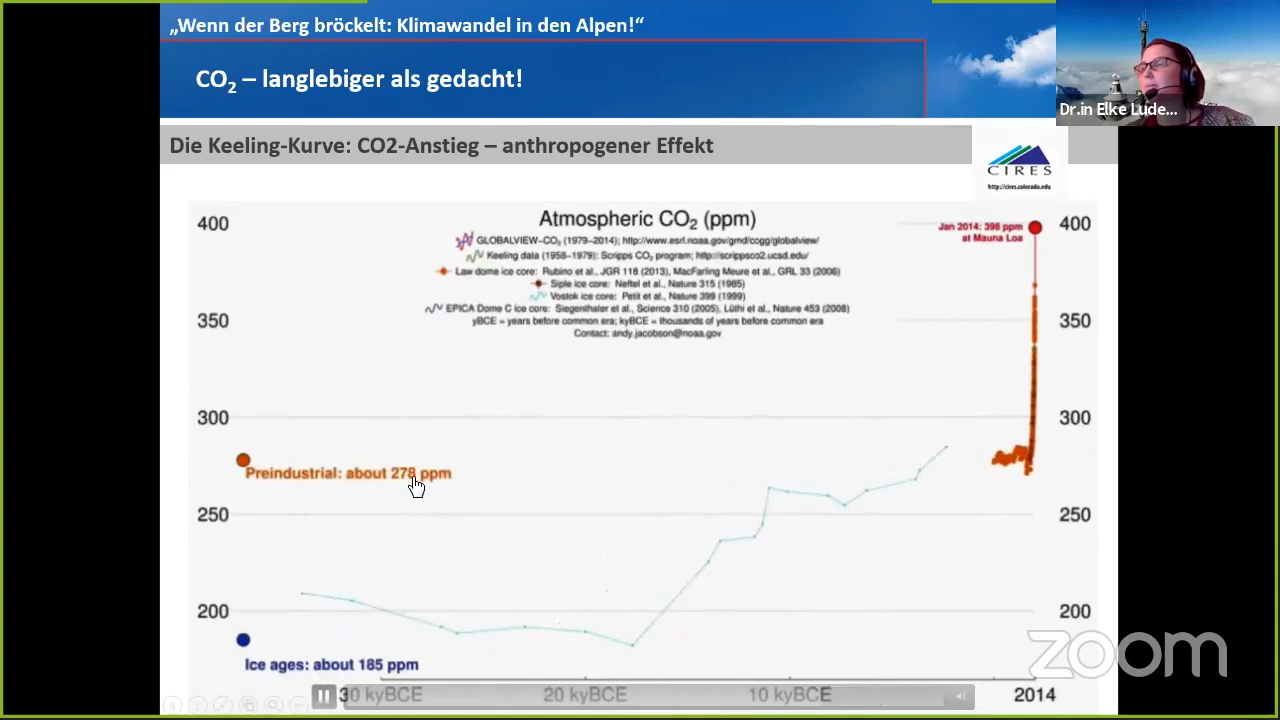 „Wenn der Berg bröckelt: Klimawandel in den Alpen!“
CO2 – langlebiger als gedacht!
Dr.in Elke Lude...
Die Keeling-Kurve: CO2-Anstieg – anthropogener Effekt
CIRES
http://cires.colorado.edu
Atmospheric CO2 (ppm)
GLOBALVIEW-CO2 (1979-2014); http://www.esrl.noaa.gov/gmd/ccgg/globalview/
Keeling data (1958-1979): Scripps CO2 program; http://scrippsco2.ucsd.edu/
Law dome ice core: Rubino et al., JGR 118 (2013), MacFarling Meure et al., GRL 33 (2006)
Siple ice core: Neftel et al., Nature 315 (1985)
Vostok ice core: Petit et al., Nature 399 (1999)
EPICA Dome C ice core: Siegenthaler et al., Science 310 (2005), Lüthi et al., Nature 453 (2008)
yBCE = years before common era; kyBCE = thousands of years before common era
Contact: andy.jacobson@noaa.gov
Jan 2014: 398 ppm
at Mauna Loa
400 400
350 350
300 300
Preindustrial: about 278 ppm
250 250
200 200
Ice ages: about 185 ppm
zoom
30 kyBCE 20 kyBCE 10 kyBCE 2014